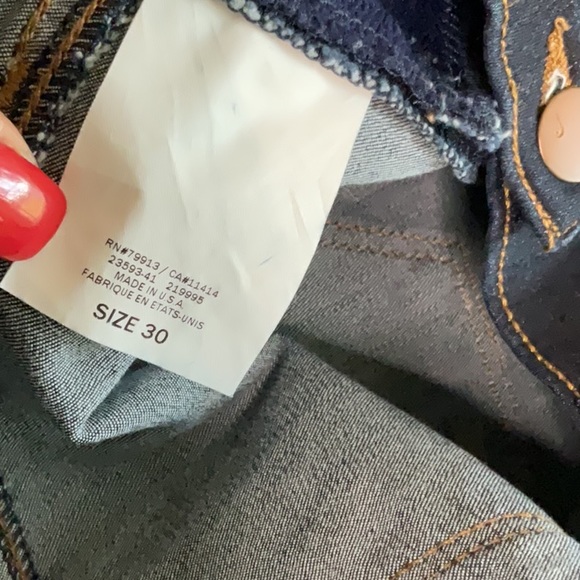 RN#79913 / CA#11414
23593-41 219995
MADE IN U.S.A.
FABRIQUE EN ETATS-UNIS
SIZE 30